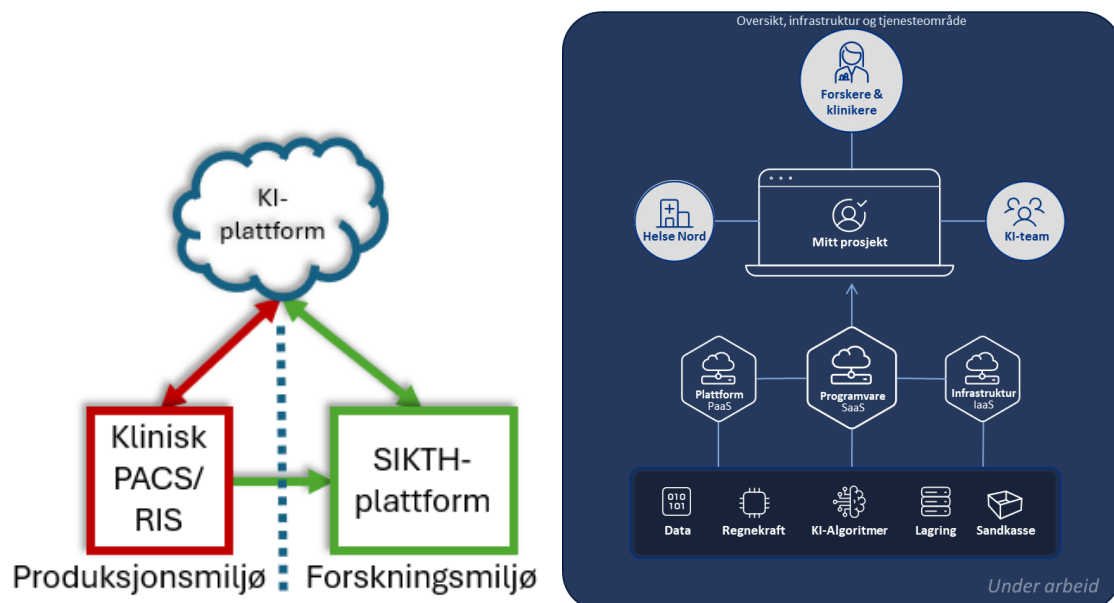 KI-
plattform
Klinisk
PACS/
RIS
SIKTH-
plattform
Produksjonsmiljø
Forskningsmiljø
Oversikt, infrastruktur og tjenesteområde
Forskere &
klinikere
Helse Nord
Mitt prosjekt
KI-team
Plattform
PaaS
Programvare
SaaS
Infrastruktur
IaaS
010
101
Data
Regnekraft
KI-Algoritmer
Lagring
Sandkasse
Under arbeid